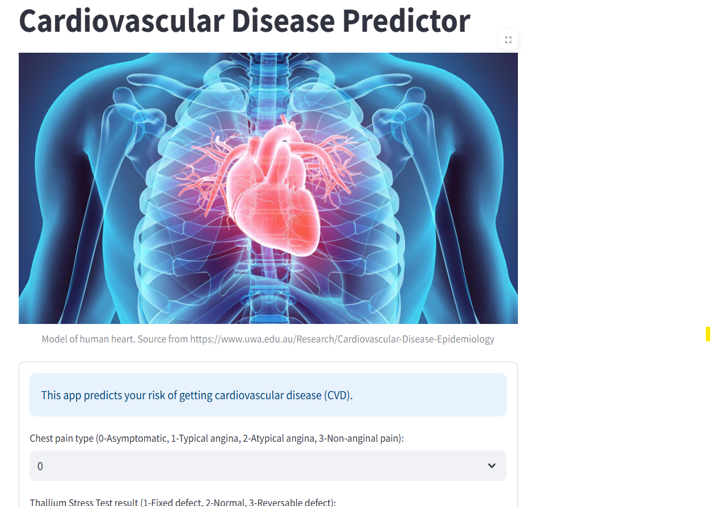 Cardiovascular Disease Predictor
Model of human heart. Source from https://www.uwa.edu.au/Research/Cardiovascular-Disease-Epidemiology
This app predicts your risk of getting cardiovascular disease (CVD).
Chest pain type (0-Asymptomatic, 1-Typical angina, 2-Atypical angina, 3-Non-anginal pain):
0
Thallium Stress Test result (1-Fixed defect, 2-Normal, 3-Reversable defect):